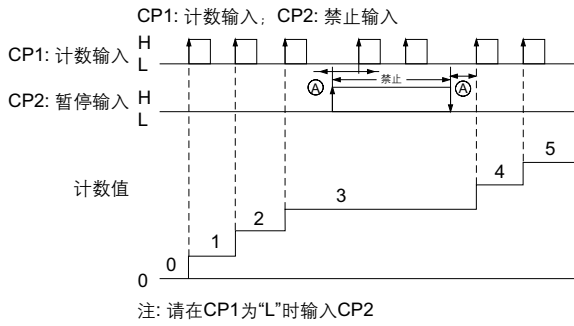 CP1: 计数输入; CP2: 禁止输入
CP1: 计数输入 H
L
禁止
CP2: 暂停输入 H
L
Ⓐ Ⓐ
计数值
0 1 2 3 4 5
0
注: 请在CP1为“L”时输入CP2